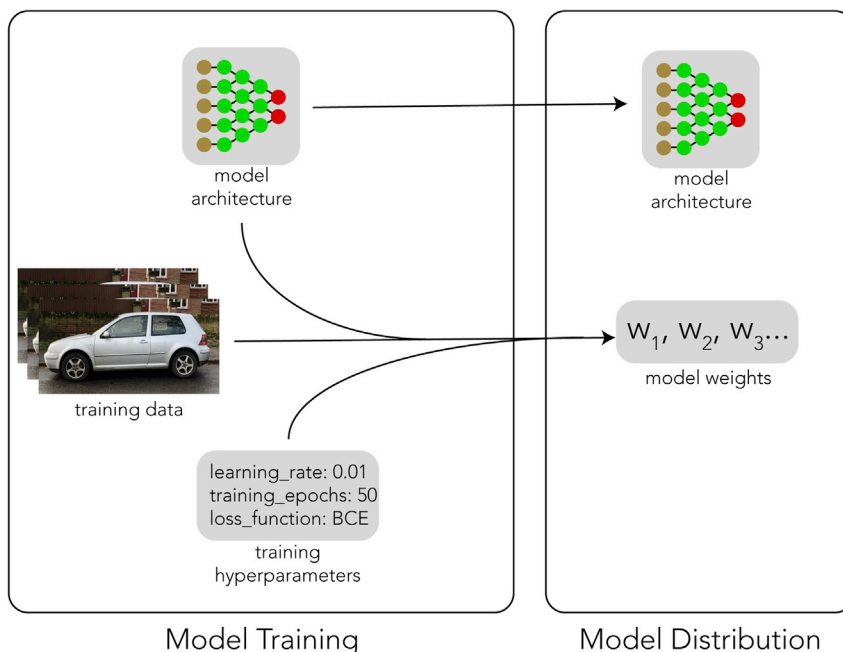 model
architecture
model
architecture
training data
w1, w2, w3...
model weights
learning_rate: 0.01
training_epochs: 50
loss_function: BCE
training
hyperparameters
Model Training
Model Distribution